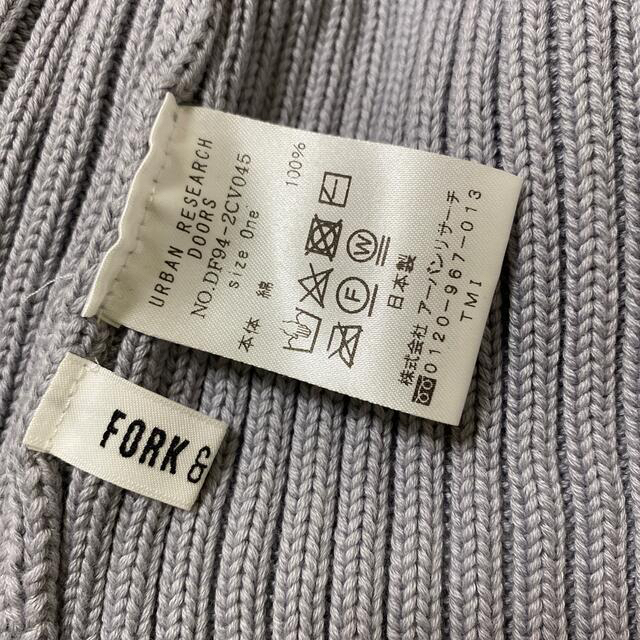 URBAN RESEARCH
DOORS
NO.DF94-2CV045
size One
本体 綿 100%
F W
日本製
株式会社 アーバンリサーチ
0120-967-013
TMI
FORK &